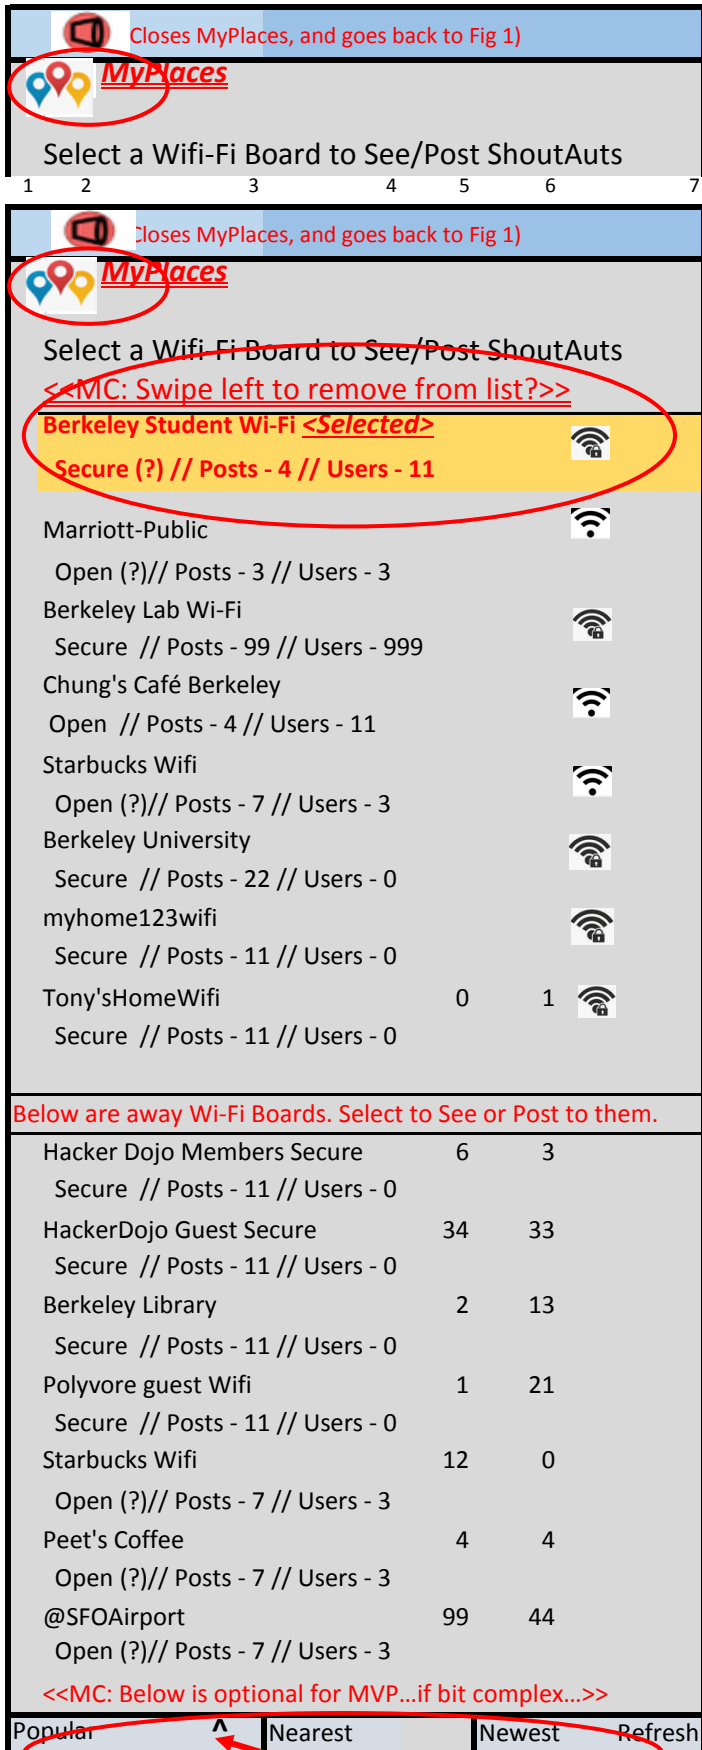 Closes MyPlaces, and goes back to Fig 1)
MyPlaces
Select a Wifi-Fi Board to See/Post ShoutAuts
1 2 3 4 5 6 7
Closes MyPlaces, and goes back to Fig 1)
MyPlaces
Select a Wifi-Fi Board to See/Post ShoutAuts
<<MC: Swipe left to remove from list?>>
Berkeley Student Wi-Fi <Selected>
Secure (?) // Posts - 4 // Users - 11
Marriott-Public
Open (?)// Posts - 3 // Users - 3
Berkeley Lab Wi-Fi
Secure // Posts - 99 // Users - 999
Chung's Café Berkeley
Open // Posts - 4 // Users - 11
Starbucks Wifi
Open (?)// Posts - 7 // Users - 3
Berkeley University
Secure // Posts - 22 // Users - 0
myhome123wifi
Secure // Posts - 11 // Users - 0
Tony'sHomeWifi 0 1
Secure // Posts - 11 // Users - 0
Below are away Wi-Fi Boards. Select to See or Post to them.
Hacker Dojo Members Secure 6 3
Secure // Posts - 11 // Users - 0
HackerDojo Guest Secure 34 33
Secure // Posts - 11 // Users - 0
Berkeley Library 2 13
Secure // Posts - 11 // Users - 0
Polyvore guest Wifi 1 21
Secure // Posts - 11 // Users - 0
Starbucks Wifi 12 0
Open (?)// Posts - 7 // Users - 3
Peet's Coffee 4 4
Open (?)// Posts - 7 // Users - 3
@SFOAirport 99 44
Open (?)// Posts - 7 // Users - 3
<<MC: Below is optional for MVP...if bit complex...>>
Popular ^ Nearest Newest Refresh